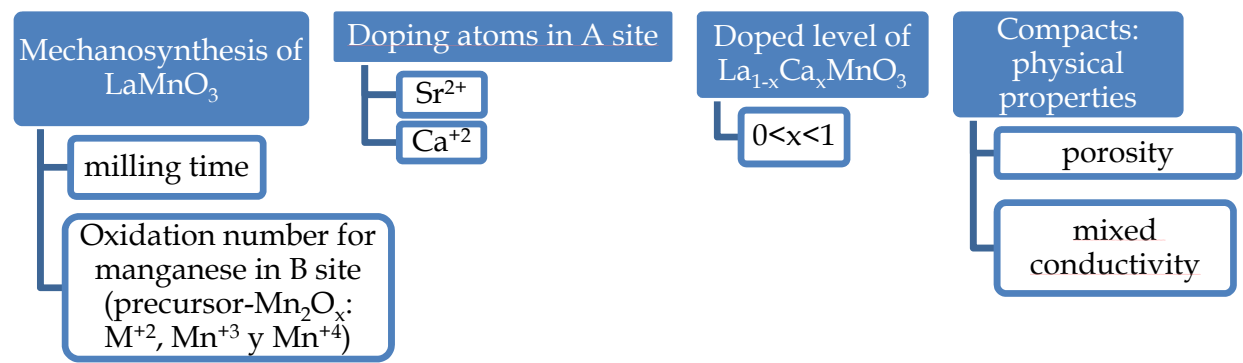 Mechanosynthesis of
LaMnO₃
milling time
Oxidation number for
manganese in B site
(precursor-Mn₂Oₓ:
M⁺², Mn⁺³ y Mn⁺⁴)
Doping atoms in A site
Sr²⁺
Ca⁺²
Doped level of
La₁₋ₓCaₓMnO₃
0<x<1
Compacts:
physical
properties
porosity
mixed
conductivity